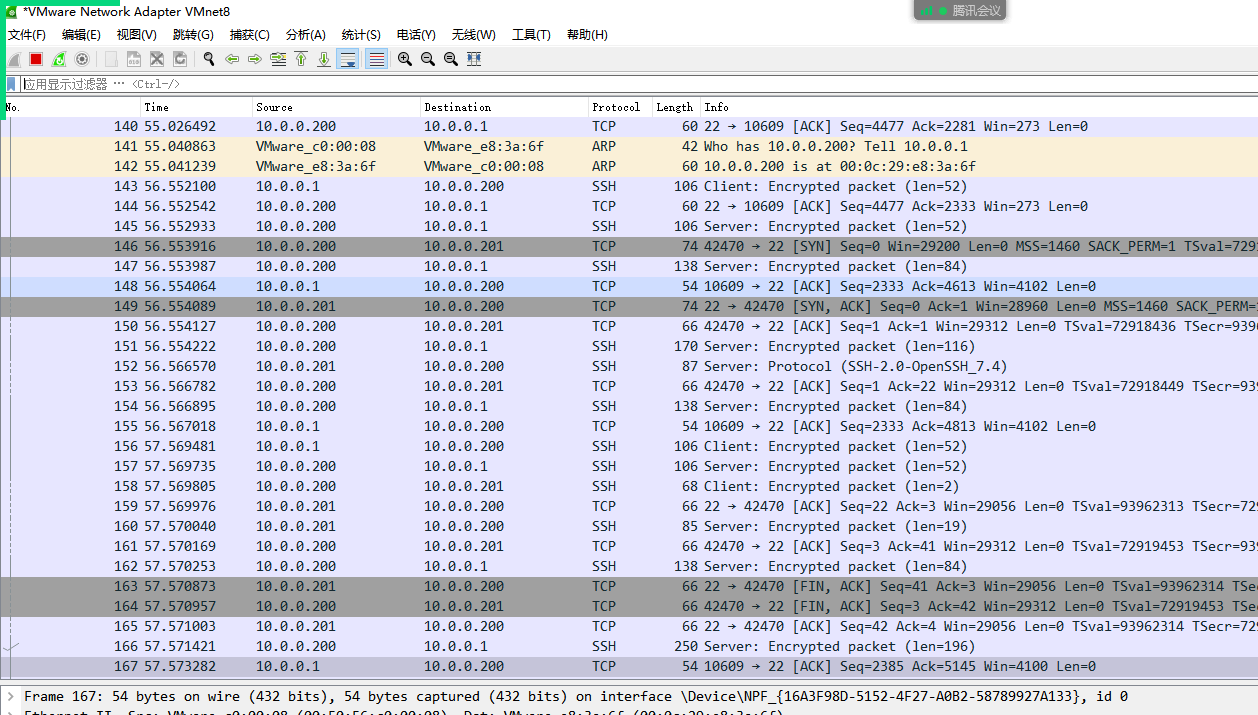 *VMware Network Adapter VMnet8
腾讯会议
文件(F) 编辑(E) 视图(V) 跳转(G) 捕获(C) 分析(A) 统计(S) 电话(Y) 无线(W) 工具(T) 帮助(H)
应用显示过滤器 … <Ctrl-/>
No. Time Source Destination Protocol Length Info
140 55.026492 10.0.0.200 10.0.0.1 TCP 60 22 → 10609 [ACK] Seq=4477 Ack=2281 Win=273 Len=0
141 55.040863 VMware_c0:00:08 VMware_e8:3a:6f ARP 42 Who has 10.0.0.200? Tell 10.0.0.1
142 55.041239 VMware_e8:3a:6f VMware_c0:00:08 ARP 60 10.0.0.200 is at 00:0c:29:e8:3a:6f
143 56.552100 10.0.0.1 10.0.0.200 SSH 106 Client: Encrypted packet (len=52)
144 56.552542 10.0.0.200 10.0.0.1 TCP 60 22 → 10609 [ACK] Seq=4477 Ack=2333 Win=273 Len=0
145 56.552933 10.0.0.200 10.0.0.1 SSH 106 Server: Encrypted packet (len=52)
146 56.553916 10.0.0.200 10.0.0.201 TCP 74 42470 → 22 [SYN] Seq=0 Win=29200 Len=0 MSS=1460 SACK_PERM=1 TSval=729
147 56.553987 10.0.0.200 10.0.0.1 SSH 138 Server: Encrypted packet (len=84)
148 56.554064 10.0.0.1 10.0.0.200 TCP 54 10609 → 22 [ACK] Seq=2333 Ack=4613 Win=4102 Len=0
149 56.554089 10.0.0.201 10.0.0.200 TCP 74 22 → 42470 [SYN, ACK] Seq=0 Ack=1 Win=28960 Len=0 MSS=1460 SACK_PERM=
150 56.554127 10.0.0.200 10.0.0.201 TCP 66 42470 → 22 [ACK] Seq=1 Ack=1 Win=29312 Len=0 TSval=72918436 TSecr=939
151 56.554222 10.0.0.200 10.0.0.1 SSH 170 Server: Encrypted packet (len=116)
152 56.566570 10.0.0.201 10.0.0.200 SSH 87 Server: Protocol (SSH-2.0-OpenSSH_7.4)
153 56.566782 10.0.0.200 10.0.0.201 TCP 66 42470 → 22 [ACK] Seq=1 Ack=22 Win=29312 Len=0 TSval=72918449 TSecr=93
154 56.566895 10.0.0.200 10.0.0.1 SSH 138 Server: Encrypted packet (len=84)
155 56.567018 10.0.0.1 10.0.0.200 TCP 54 10609 → 22 [ACK] Seq=2333 Ack=4813 Win=4102 Len=0
156 57.569481 10.0.0.1 10.0.0.200 SSH 106 Client: Encrypted packet (len=52)
157 57.569735 10.0.0.200 10.0.0.1 SSH 106 Server: Encrypted packet (len=52)
158 57.569805 10.0.0.200 10.0.0.201 SSH 68 Client: Encrypted packet (len=2)
159 57.569976 10.0.0.201 10.0.0.200 TCP 66 22 → 42470 [ACK] Seq=22 Ack=3 Win=29056 Len=0 TSval=93962313 TSecr=72
160 57.570040 10.0.0.201 10.0.0.200 SSH 85 Server: Encrypted packet (len=19)
161 57.570169 10.0.0.200 10.0.0.201 TCP 66 42470 → 22 [ACK] Seq=3 Ack=41 Win=29312 Len=0 TSval=72919453 TSecr=93
162 57.570253 10.0.0.200 10.0.0.1 SSH 138 Server: Encrypted packet (len=84)
163 57.570873 10.0.0.201 10.0.0.200 TCP 66 22 → 42470 [FIN, ACK] Seq=41 Ack=3 Win=29056 Len=0 TSval=93962314 TSe
164 57.570957 10.0.0.200 10.0.0.201 TCP 66 42470 → 22 [FIN, ACK] Seq=3 Ack=42 Win=29312 Len=0 TSval=72919453 TSe
165 57.571003 10.0.0.201 10.0.0.200 TCP 66 22 → 42470 [ACK] Seq=42 Ack=4 Win=29056 Len=0 TSval=93962314 TSecr=72
166 57.571421 10.0.0.200 10.0.0.1 SSH 250 Server: Encrypted packet (len=196)
167 57.573282 10.0.0.1 10.0.0.200 TCP 54 10609 → 22 [ACK] Seq=2385 Ack=5145 Win=4100 Len=0
Frame 167: 54 bytes on wire (432 bits), 54 bytes captured (432 bits) on interface \Device\NPF_{16A3F98D-5152-4F27-A0B2-58789927A133}, id 0
Ethernet II, Src: VMware_c0:00:08 (00:50:56:c0:00:08), Dst: VMware_e8:3a:6f (00:0c:29:e8:3a:6f)